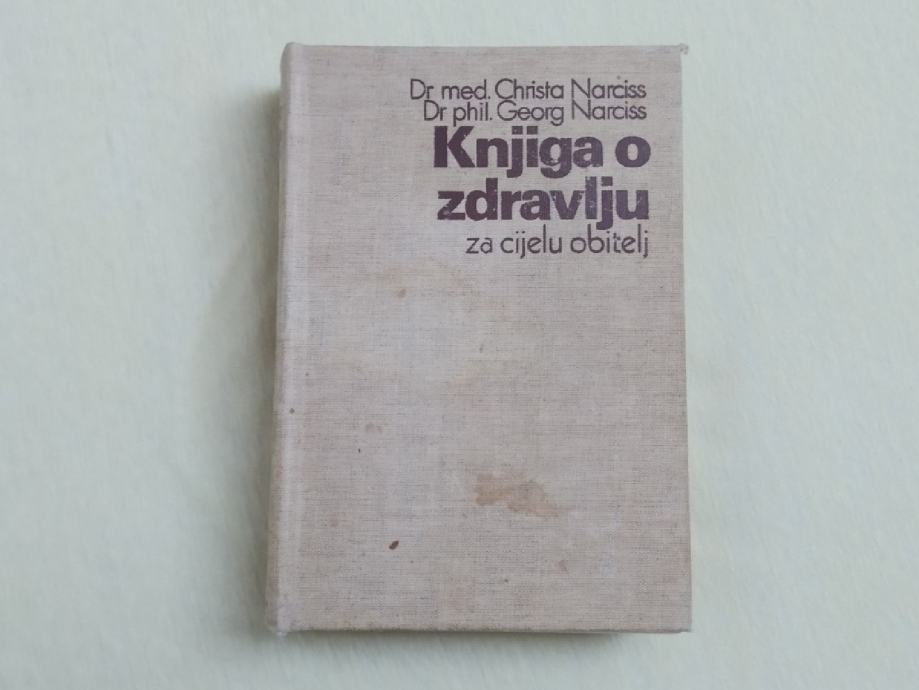 Dr med. Christa Narciss
Dr phil. Georg Narciss
Knjiga o
zdravlju
za cijelu obitelj